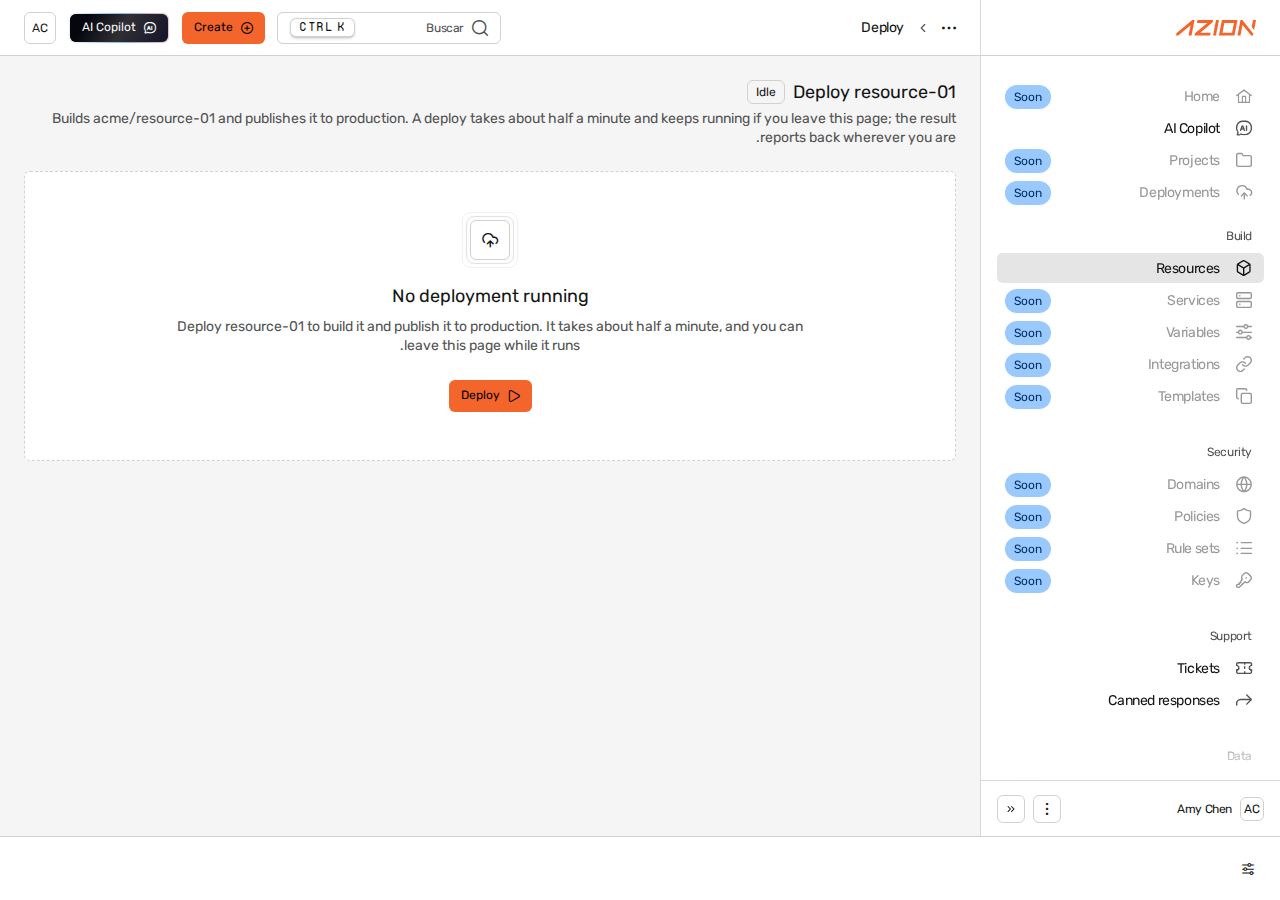 AC
AI Copilot
Create
CTRL K
Buscar
Deploy
AZION
Idle
Deploy resource-01
Builds acme/resource-01 and publishes it to production. A deploy takes about half a minute and keeps running if you leave this page; the result
.reports back wherever you are
No deployment running
Deploy resource-01 to build it and publish it to production. It takes about half a minute, and you can
.leave this page while it runs
Deploy
Soon
Home
AI Copilot
Soon
Projects
Soon
Deployments
Build
Resources
Soon
Services
Soon
Variables
Soon
Integrations
Soon
Templates
Security
Soon
Domains
Soon
Policies
Soon
Rule sets
Soon
Keys
Support
Tickets
Canned responses
Data
Amy Chen
AC